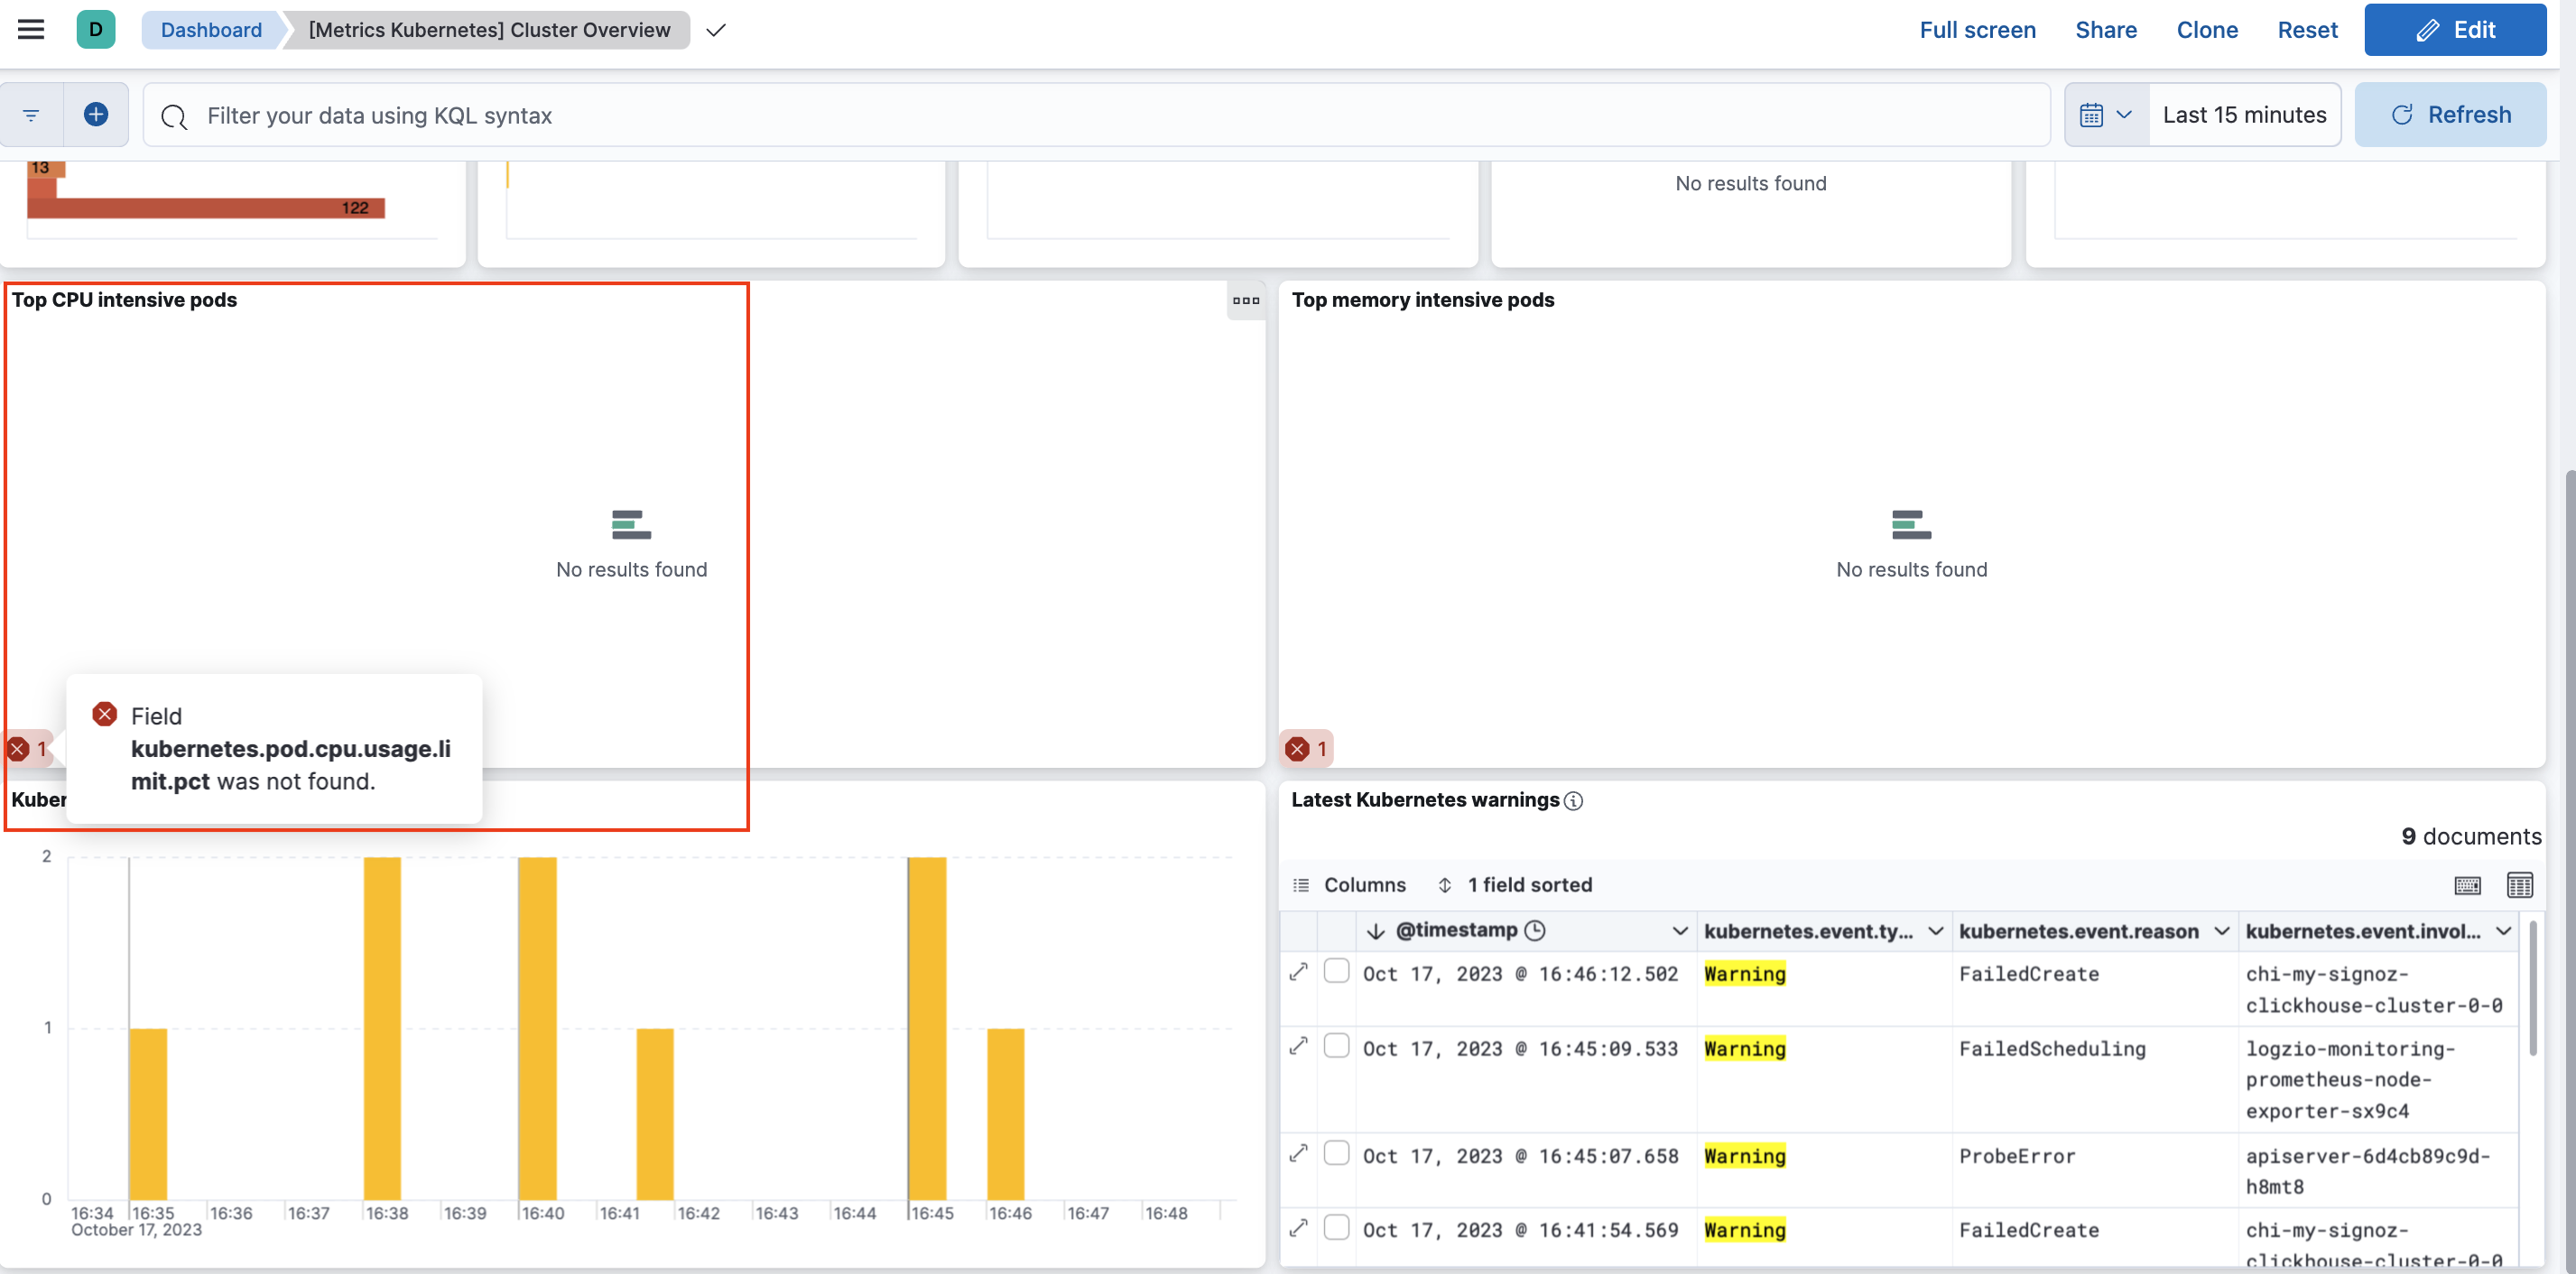 D
Dashboard
[Metrics Kubernetes] Cluster Overview
Full screen
Share
Clone
Reset
Edit
Filter your data using KQL syntax
Last 15 minutes
Refresh
13
122
No results found
Top CPU intensive pods
No results found
Field
kubernetes.pod.cpu.usage.li
mit.pct was not found.
1
Top memory intensive pods
No results found
1
Kuber
2
1
0
16:34
16:35
16:36
16:37
16:38
16:39
16:40
16:41
16:42
16:43
16:44
16:45
16:46
16:47
16:48
October 17, 2023
Latest Kubernetes warnings
9 documents
Columns
1 field sorted
@timestamp
kubernetes.event.ty...
kubernetes.event.reason
kubernetes.event.invol...
Oct 17, 2023 @ 16:46:12.502
Warning
FailedCreate
chi-my-signoz-
clickhouse-cluster-0-0
Oct 17, 2023 @ 16:45:09.533
Warning
FailedScheduling
logzio-monitoring-
prometheus-node-
exporter-sx9c4
Oct 17, 2023 @ 16:45:07.658
Warning
ProbeError
apiserver-6d4cb89c9d-
h8mt8
Oct 17, 2023 @ 16:41:54.569
Warning
FailedCreate
chi-my-signoz-
clickhouse-cluster-0-0